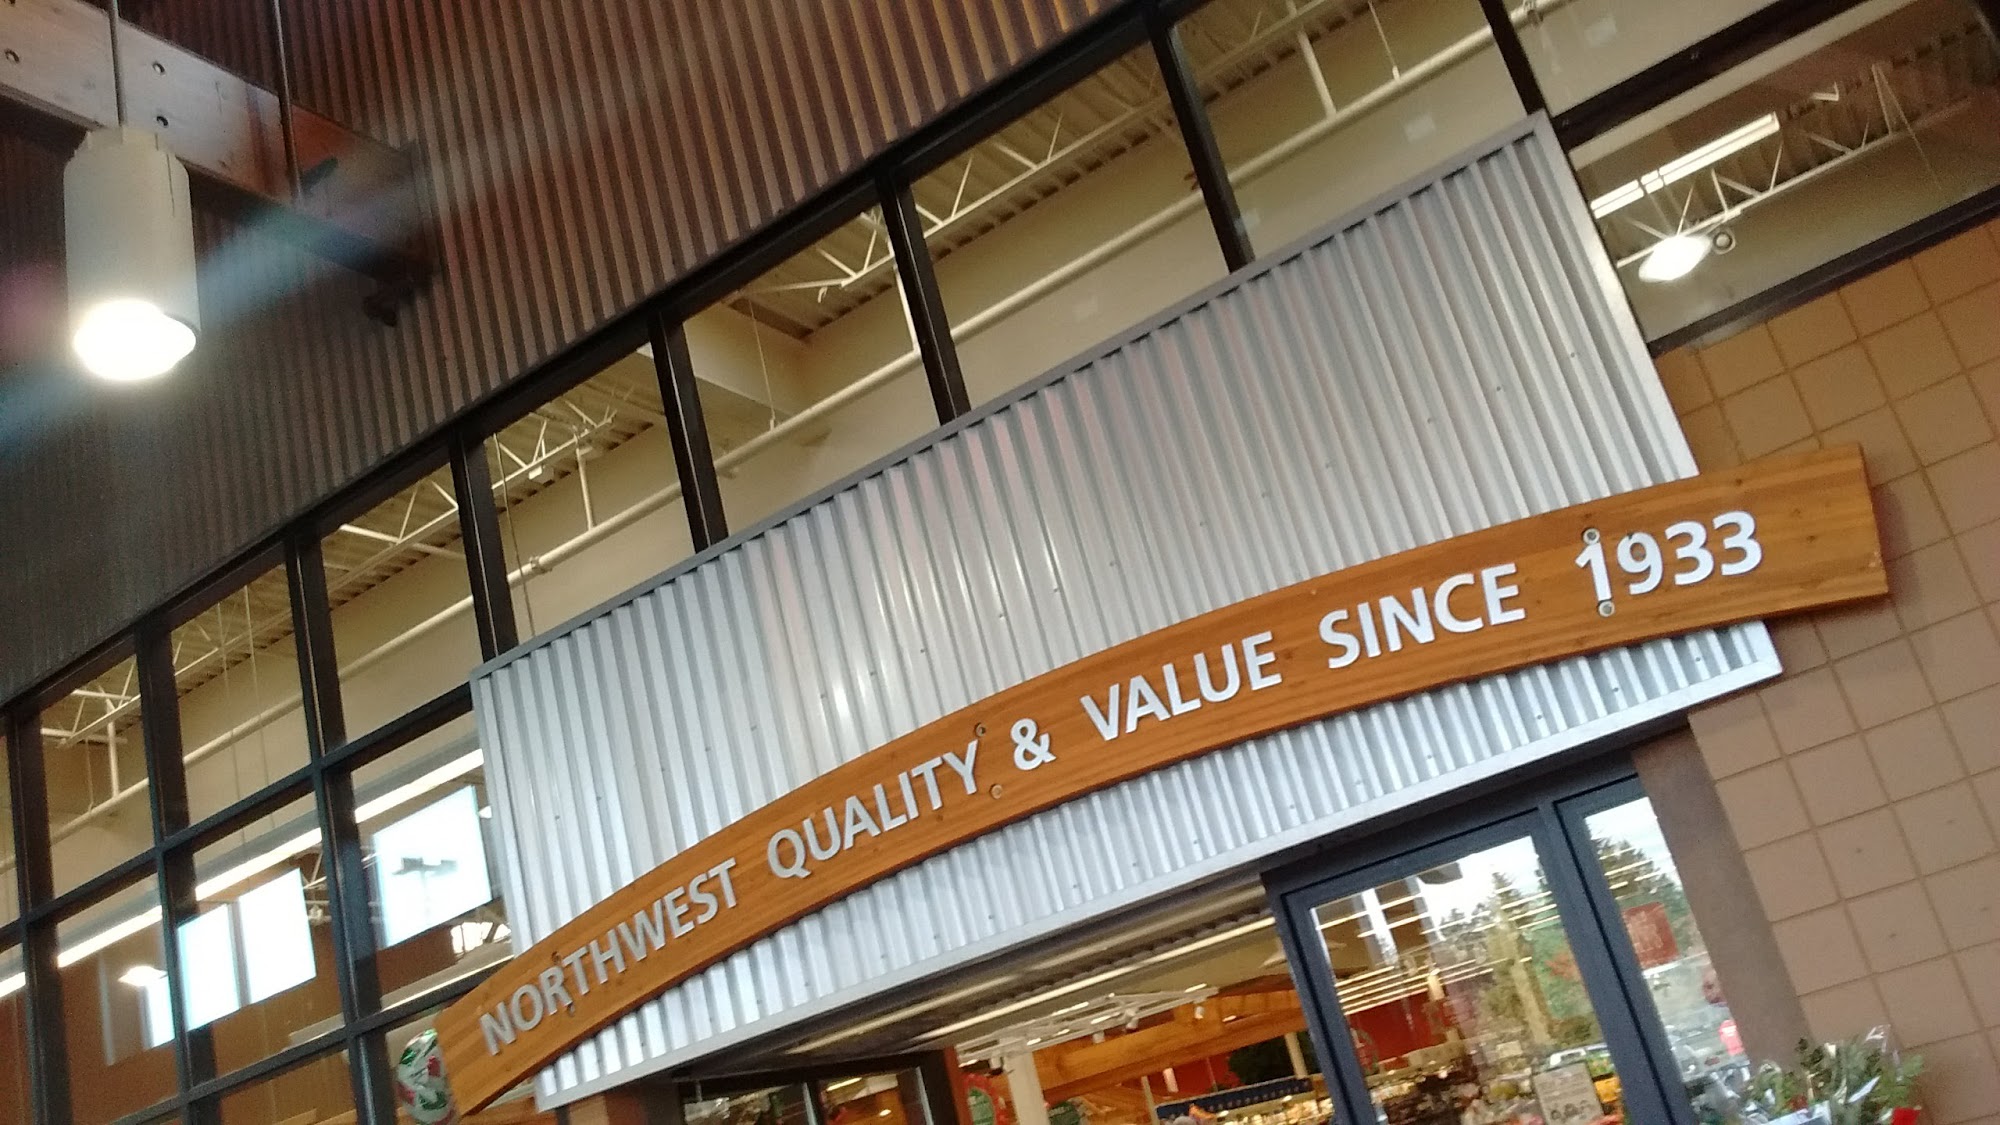 NORTHWEST QUALITY & VALUE SINCE 1933